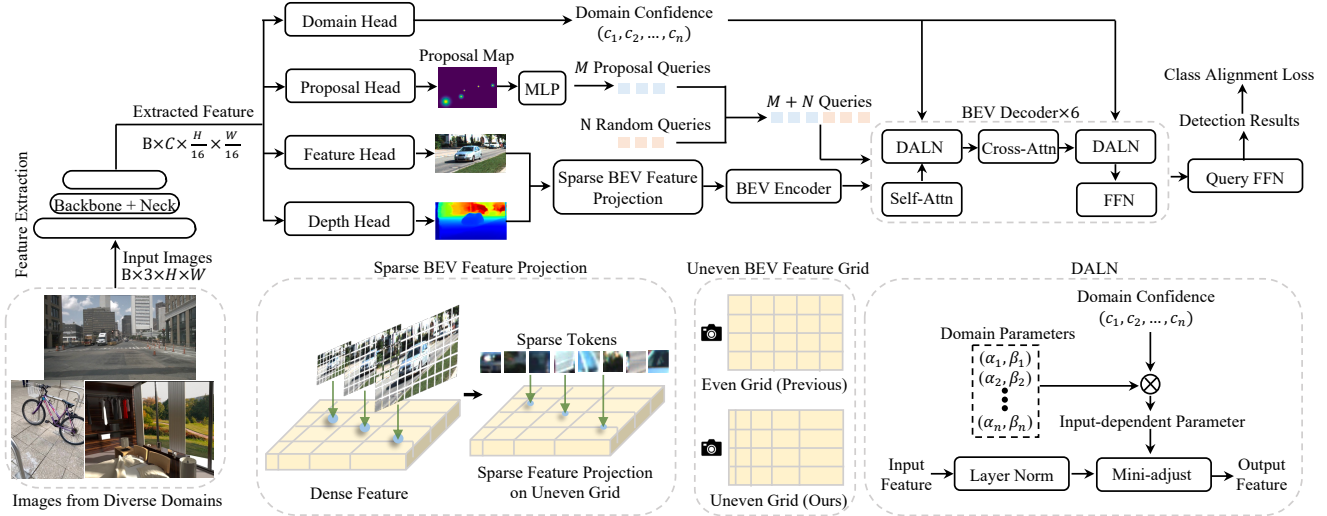 Domain Head
Domain Confidence
(c₁, c₂, …, cₙ)
Proposal Map
Proposal Head
MLP
M Proposal Queries
N Random Queries
M + N Queries
Extracted Feature
B×C× H/16 × W/16
Feature Head
Depth Head
Sparse BEV Feature
Projection
BEV Encoder
BEV Decoder×6
DALN
Cross-Attn
DALN
Self-Attn
FFN
Class Alignment Loss
Detection Results
Query FFN
Feature Extraction
Backbone + Neck
Input Images
B×3×H×W
Images from Diverse Domains
Sparse BEV Feature Projection
Sparse Tokens
Dense Feature
Sparse Feature Projection
on Uneven Grid
Uneven BEV Feature Grid
Even Grid (Previous)
Uneven Grid (Ours)
DALN
Domain Confidence
(c₁, c₂, …, cₙ)
Domain Parameters
(α₁, β₁)
(α₂, β₂)
(αₙ, βₙ)
Input-dependent Parameter
Input
Feature
Layer Norm
Mini-adjust
Output
Feature